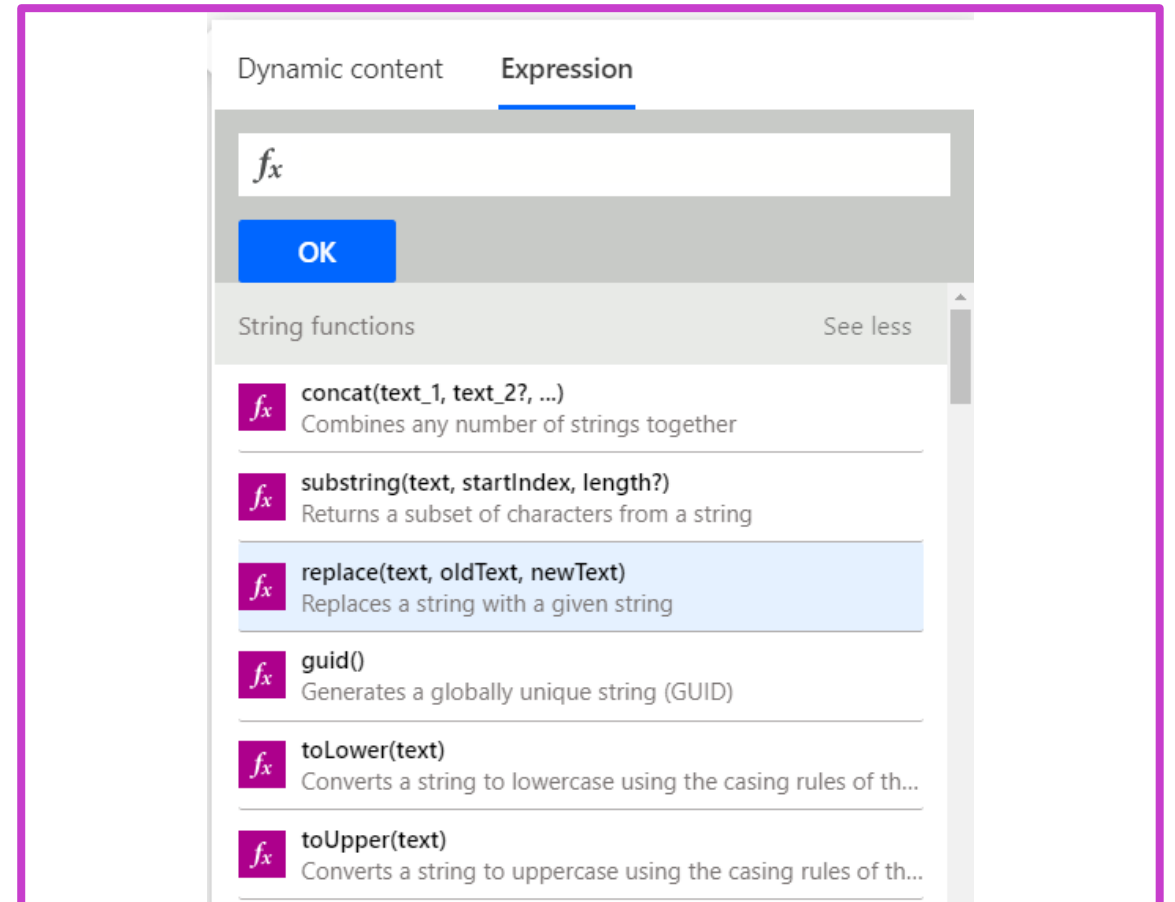 Dynamic content Expression
fx
OK
String functions See less
fx concat(text_1, text_2?, ...)
Combines any number of strings together
fx substring(text, startIndex, length?)
Returns a subset of characters from a string
fx replace(text, oldText, newText)
Replaces a string with a given string
fx guid()
Generates a globally unique string (GUID)
fx toLower(text)
Converts a string to lowercase using the casing rules of th...
fx toUpper(text)
Converts a string to uppercase using the casing rules of th...